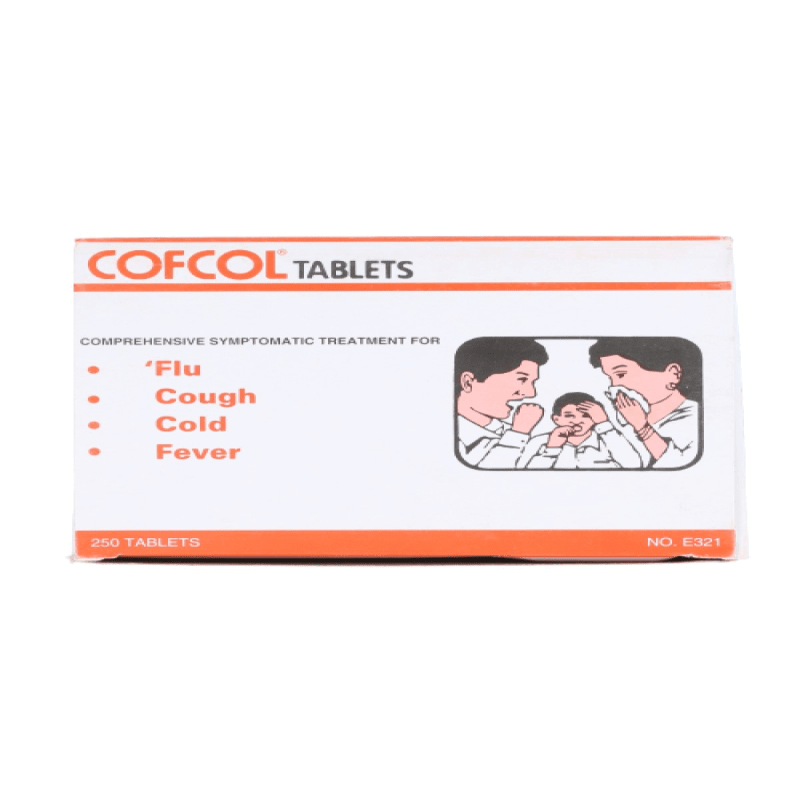 COFCOL® TABLETS
COMPREHENSIVE SYMPTOMATIC TREATMENT FOR
• ‘Flu
• Cough
• Cold
• Fever
250 TABLETS NO. E321